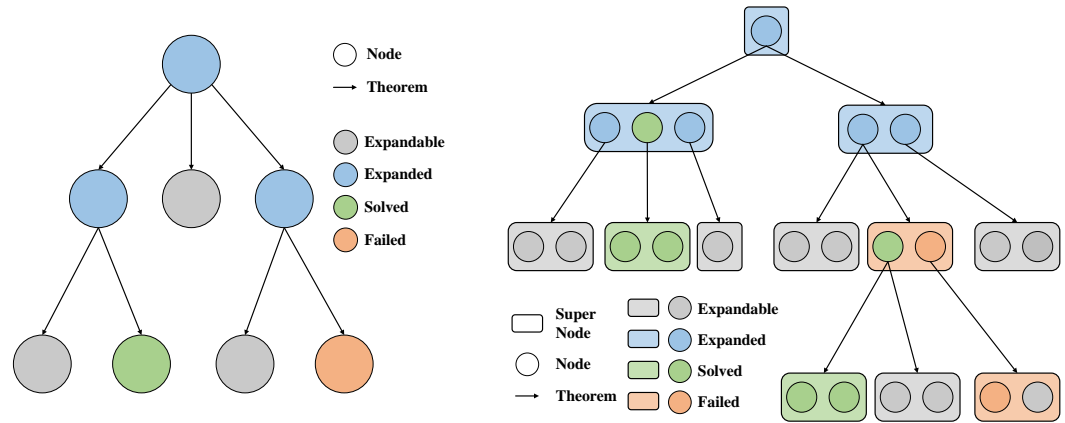 Node
Theorem
Expandable
Expanded
Solved
Failed
Super
Node
Node
Theorem
Expandable
Expanded
Solved
Failed